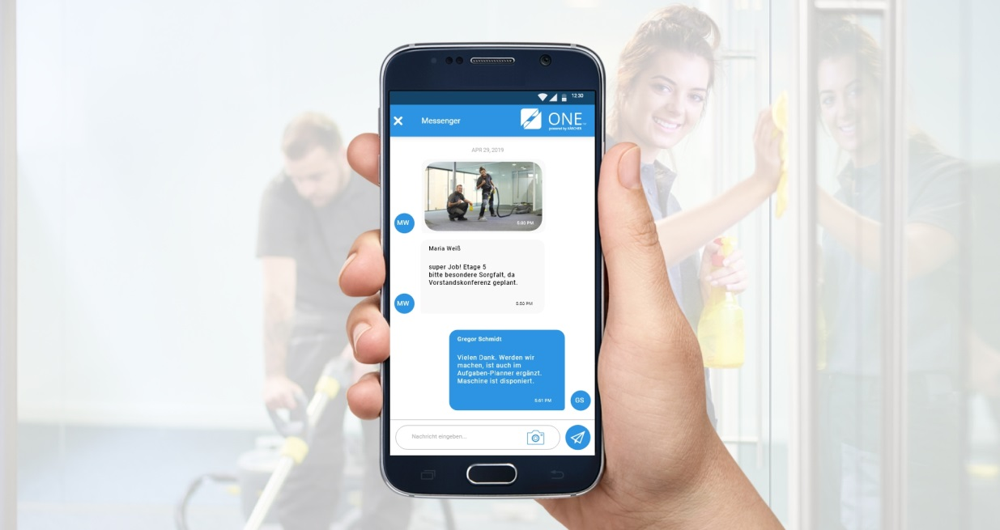 12:30
Messenger
ONE
powered by KÄRCHER
APR 29, 2019
5:50 PM
MW
Maria Weiß
super Job! Etage 5
bitte besondere Sorgfalt, da
Vorstandskonferenz geplant.
5:50 PM
MW
Gregor Schmidt
Vielen Dank. Werden wir
machen, ist auch im
Aufgaben-Planner ergänzt.
Maschine ist disponiert.
5:51 PM
GS
Nachricht eingeben...